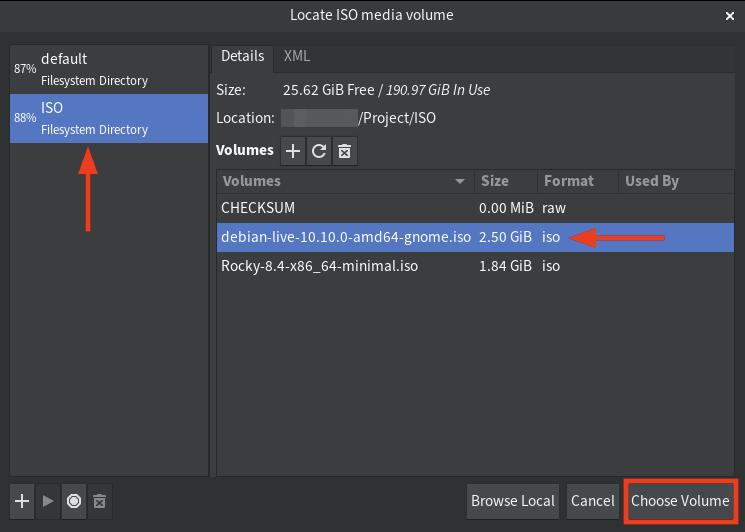 Locate ISO media volume
87% default
Filesystem Directory
88% ISO
Filesystem Directory
Details XML
Size: 25.62 GiB Free / 190.97 GiB In Use
Location: /Project/ISO
Volumes
Volumes Size Format Used By
CHECKSUM 0.00 MiB raw
debian-live-10.10.0-amd64-gnome.iso 2.50 GiB iso
Rocky-8.4-x86_64-minimal.iso 1.84 GiB iso
Browse Local Cancel Choose Volume